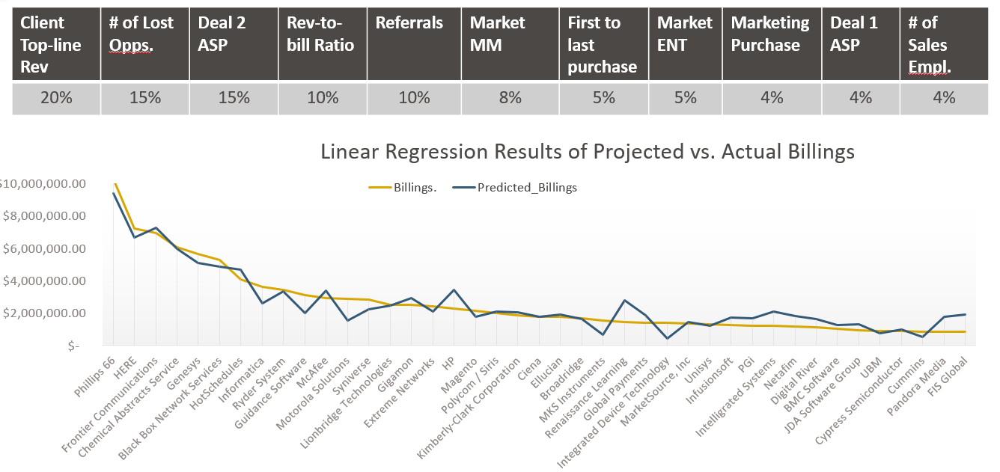 Client Top-line Rev
# of Lost Opps.
Deal 2 ASP
Rev-to-bill Ratio
Referrals
Market MM
First to last purchase
Market ENT
Marketing Purchase
Deal 1 ASP
# of Sales Empl.
20% 15% 15% 10% 10% 8% 5% 5% 4% 4% 4%
Linear Regression Results of Projected vs. Actual Billings
Billings. Predicted_Billings
$10,000,000.00
$8,000,000.00
$6,000,000.00
$4,000,000.00
$2,000,000.00
$-
Phillips 66
HERE
Frontier Communications
Chemical Abstracts Service
Genesys
Black Box Network Services
HotSchedules
Informatica
Ryder System
Guidance Software
McAfee
Motorola Solutions
Syniverse
Lionbridge Technologies
Gigamon
Extreme Networks
HP
Magento
Polycom / Siris
Kimberly-Clark Corporation
Ciena
Ellucian
Broadridge
MKS Instruments
Renaissance Learning
Global Payments
Integrated Device Technology
MarketSource, Inc
Unisys
Infusionsoft
PGi
Intelligrated Systems
Netafim
Digital River
BMC Software
JDA Software Group
UBM
Cypress Semiconductor
Cummins
Pandora Media
FIS Global